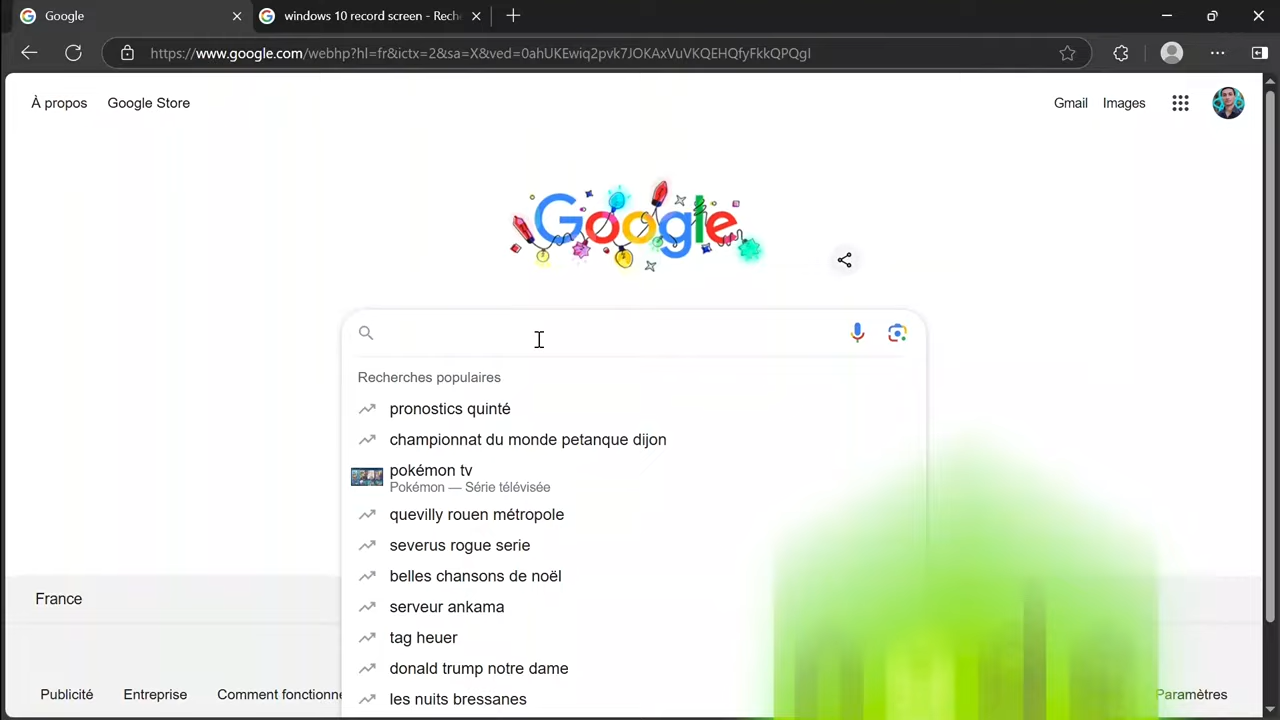 Google
windows 10 record screen - Rech
https://www.google.com/webhp?hl=fr&ictx=2&sa=X&ved=0ahUKEwiq2pvk7JOKAxVuVKQEHQfyFkkQPQgI
À propos
Google Store
Gmail
Images
Google
Recherches populaires
pronostics quinté
championnat du monde petanque dijon
pokémon tv
Pokémon — Série télévisée
quevilly rouen métropole
severus rogue serie
belles chansons de noël
serveur ankama
France
tag heuer
donald trump notre dame
les nuits bressanes
Publicité
Entreprise
Comment fonctionne
Paramètres